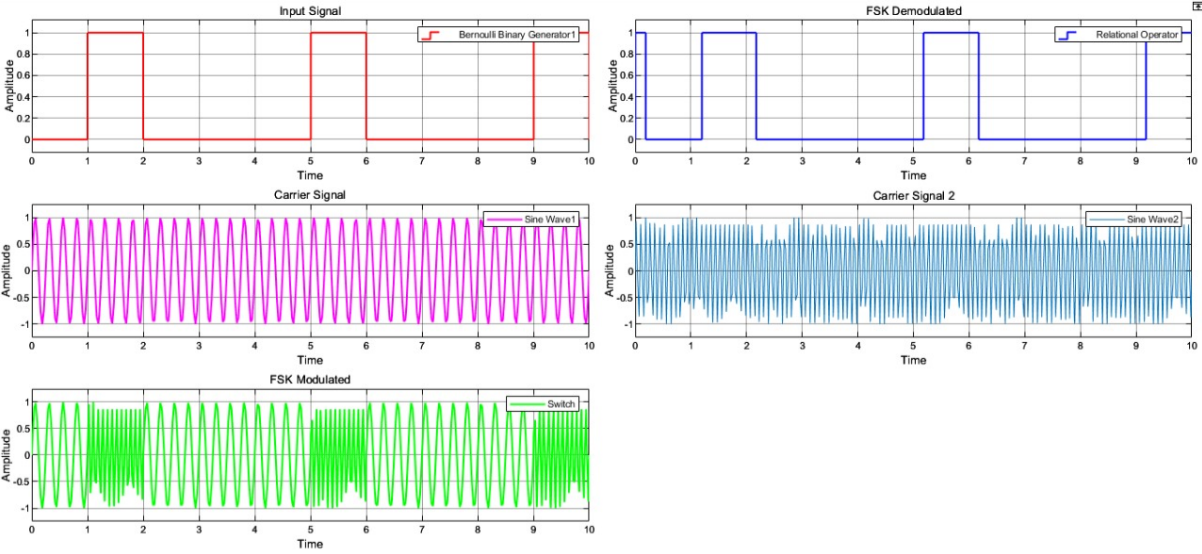 Input Signal
Bernoulli Binary Generator1
Amplitude
1
0.8
0.6
0.4
0.2
0
0 1 2 3 4 5 6 7 8 9 10
Time
FSK Demodulated
Relational Operator
Amplitude
1
0.8
0.6
0.4
0.2
0
0 1 2 3 4 5 6 7 8 9 10
Time
Carrier Signal
Sine Wave1
Amplitude
1
0.5
0
-0.5
-1
0 1 2 3 4 5 6 7 8 9 10
Time
Carrier Signal 2
Sine Wave2
Amplitude
1
0.5
0
-0.5
-1
0 1 2 3 4 5 6 7 8 9 10
Time
FSK Modulated
Switch
Amplitude
1
0.5
0
-0.5
-1
0 1 2 3 4 5 6 7 8 9 10
Time